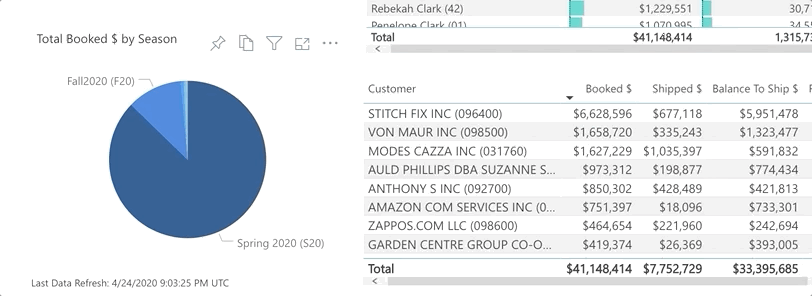 Total Booked $ by Season
Fall2020 (F20)
Spring 2020 (S20)
Last Data Refresh: 4/24/2020 9:03:25 PM UTC
Rebekah Clark (42) $1,229,551 30,7
Penelope Clark (01) $1,070,995 34,5
Total $41,148,414 1,315,73
Customer Booked $ Shipped $ Balance To Ship $
STITCH FIX INC (096400) $6,628,596 $677,118 $5,951,478
VON MAUR INC (098500) $1,658,720 $335,243 $1,323,477
MODES CAZZA INC (031760) $1,627,229 $1,035,397 $591,832
AULD PHILLIPS DBA SUZANNE S... $973,312 $198,877 $774,434
ANTHONY S INC (092700) $850,302 $428,489 $421,813
AMAZON COM SERVICES INC (0... $751,397 $18,096 $733,301
ZAPPOS.COM LLC (098600) $464,654 $221,960 $242,694
GARDEN CENTRE GROUP CO-O... $419,374 $26,369 $393,005
Total $41,148,414 $7,752,729 $33,395,685